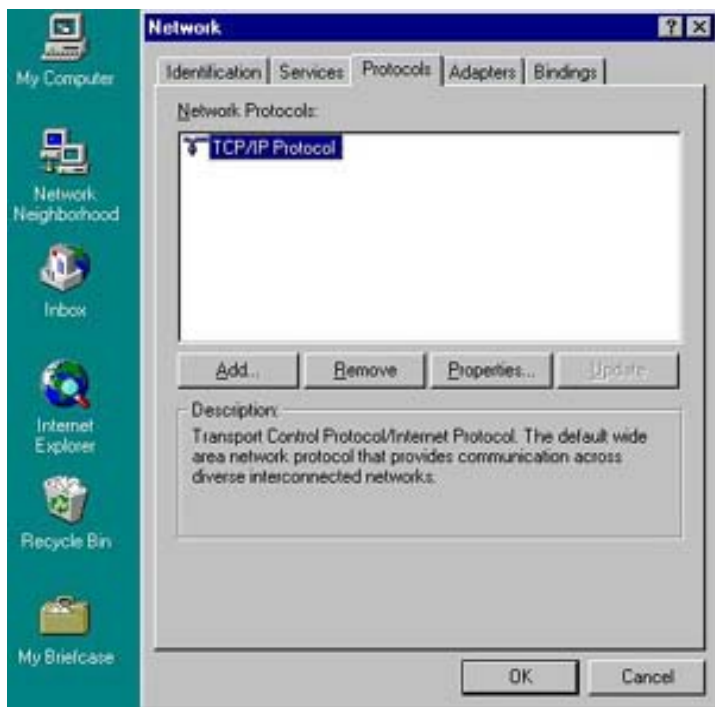 My Computer
Network
Neighborhood
Inbox
Internet
Explorer
Recycle Bin
My Briefcase
Network
Identification Services Protocols Adapters Bindings
Network Protocols:
TCP/IP Protocol
Add... Remove Properties... Update
Description:
Transport Control Protocol/Internet Protocol. The default wide
area network protocol that provides communication across
diverse interconnected networks.
OK Cancel